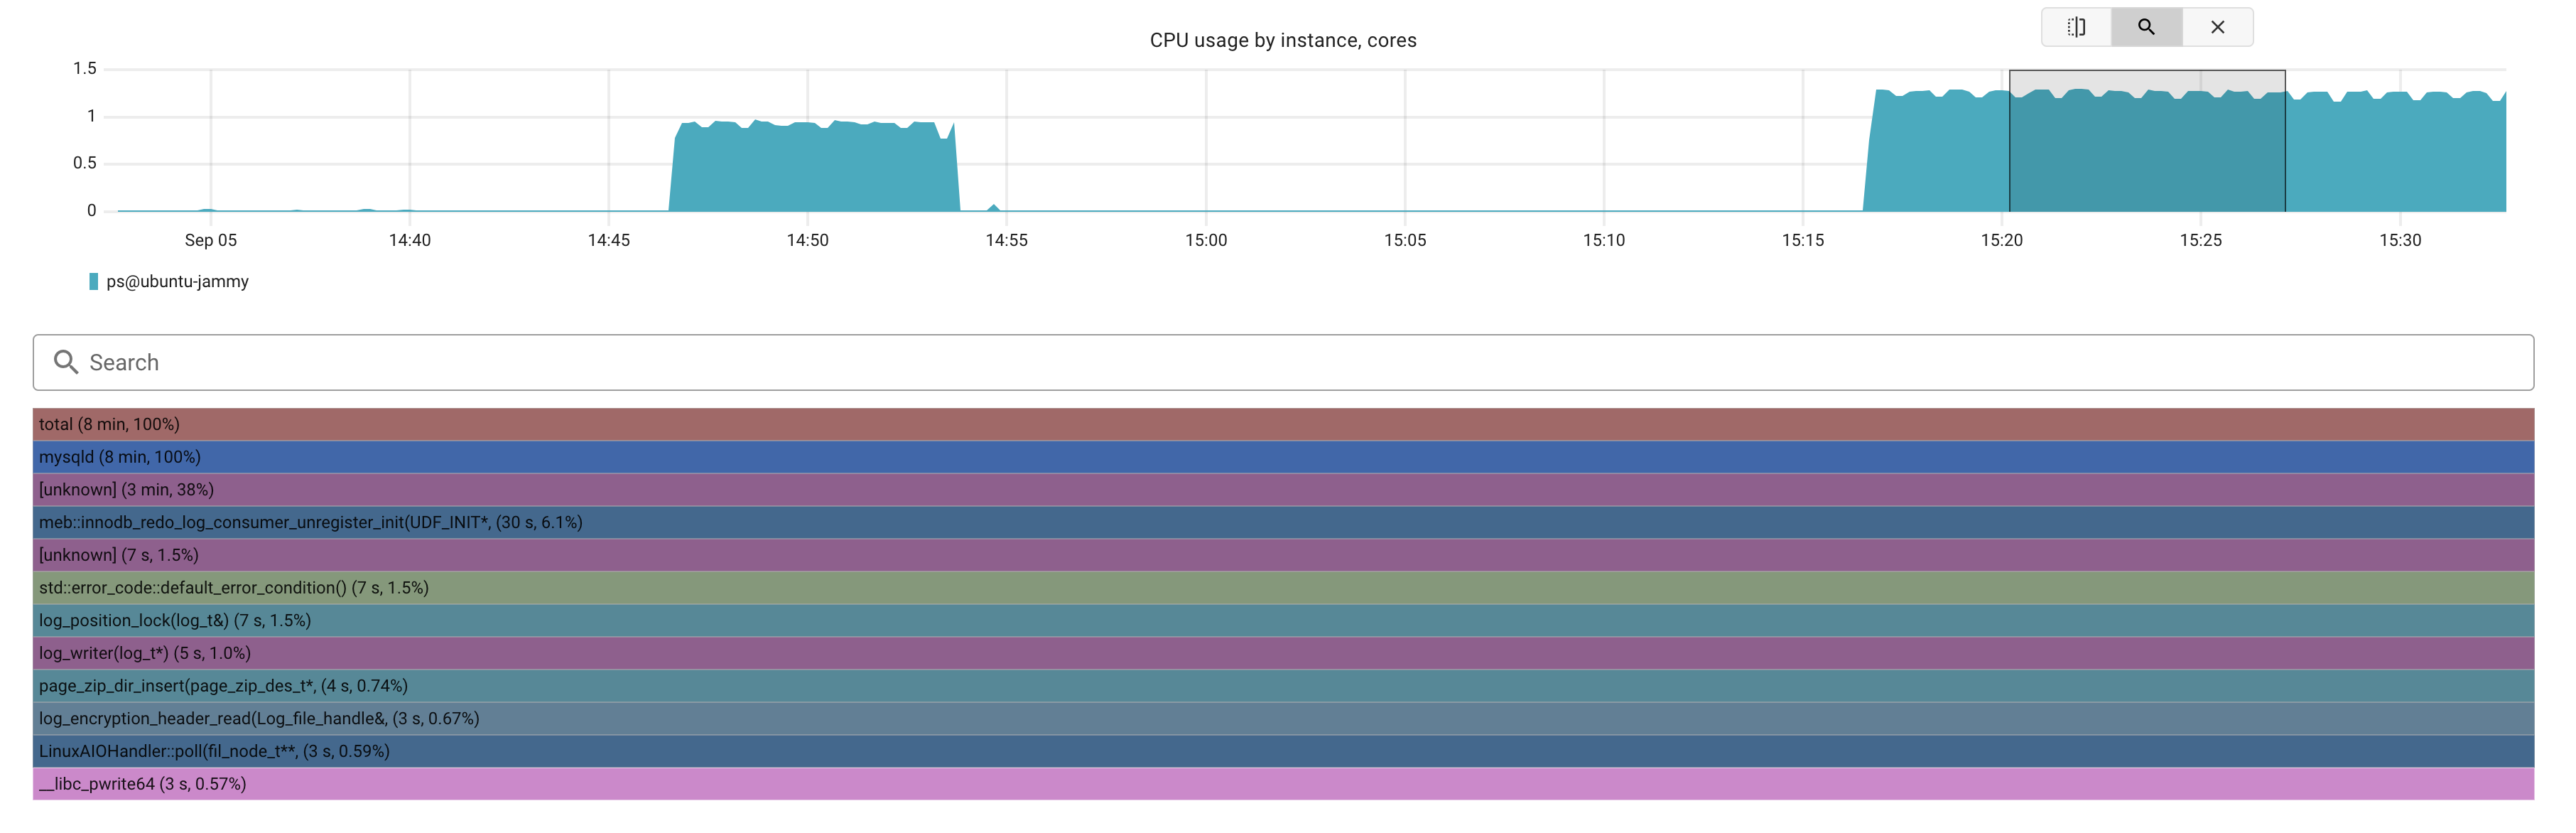 CPU usage by instance, cores
1.5
1
0.5
0
Sep 05 14:40 14:45 14:50 14:55 15:00 15:05 15:10 15:15 15:20 15:25 15:30
ps@ubuntu-jammy
Search
total (8 min, 100%)
mysqld (8 min, 100%)
[unknown] (3 min, 38%)
meb::innodb_redo_log_consumer_unregister_init(UDF_INIT*, (30 s, 6.1%)
[unknown] (7 s, 1.5%)
std::error_code::default_error_condition() (7 s, 1.5%)
log_position_lock(log_t&) (7 s, 1.5%)
log_writer(log_t*) (5 s, 1.0%)
page_zip_dir_insert(page_zip_des_t*, (4 s, 0.74%)
log_encryption_header_read(Log_file_handle&, (3 s, 0.67%)
LinuxAIOHandler::poll(fil_node_t**, (3 s, 0.59%)
__libc_pwrite64 (3 s, 0.57%)